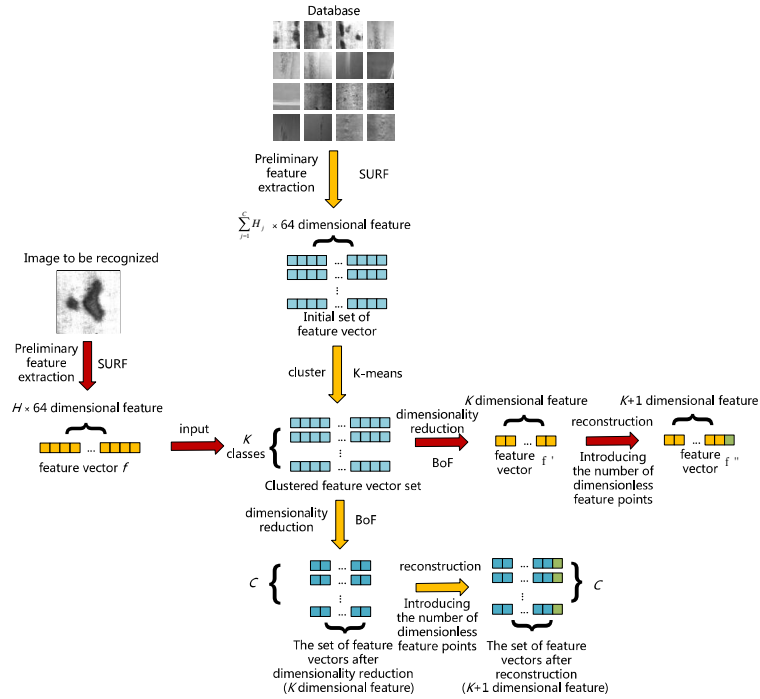 Database
Preliminary
feature
extraction
SURF
C
∑ H_j × 64 dimensional feature
j=1
...
...
⋮
...
Initial set of
feature vector
Image to be recognized
Preliminary
feature
extraction
SURF
H × 64 dimensional feature
...
feature vector f
input
cluster
K-means
K
classes
...
...
⋮
...
Clustered feature vector set
dimensionality
reduction
BoF
K dimensional feature
...
feature
vector f '
reconstruction
Introducing
the number of
dimensionless
feature points
K+1 dimensional feature
...
feature
vector f "
dimensionality
reduction
BoF
C
...
...
⋮
...
The set of feature
vectors after
dimensionality reduction
(K dimensional feature)
reconstruction
Introducing
the number of
dimensionless
feature points
...
...
⋮
...
C
The set of feature
vectors after
reconstruction
(K+1 dimensional feature)